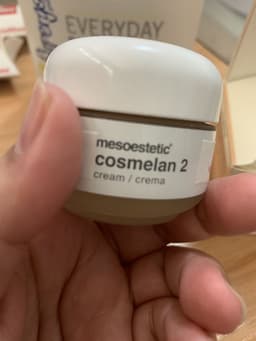 EVERYDAY
mesoestetic®
cosmelan 2
cream / crema